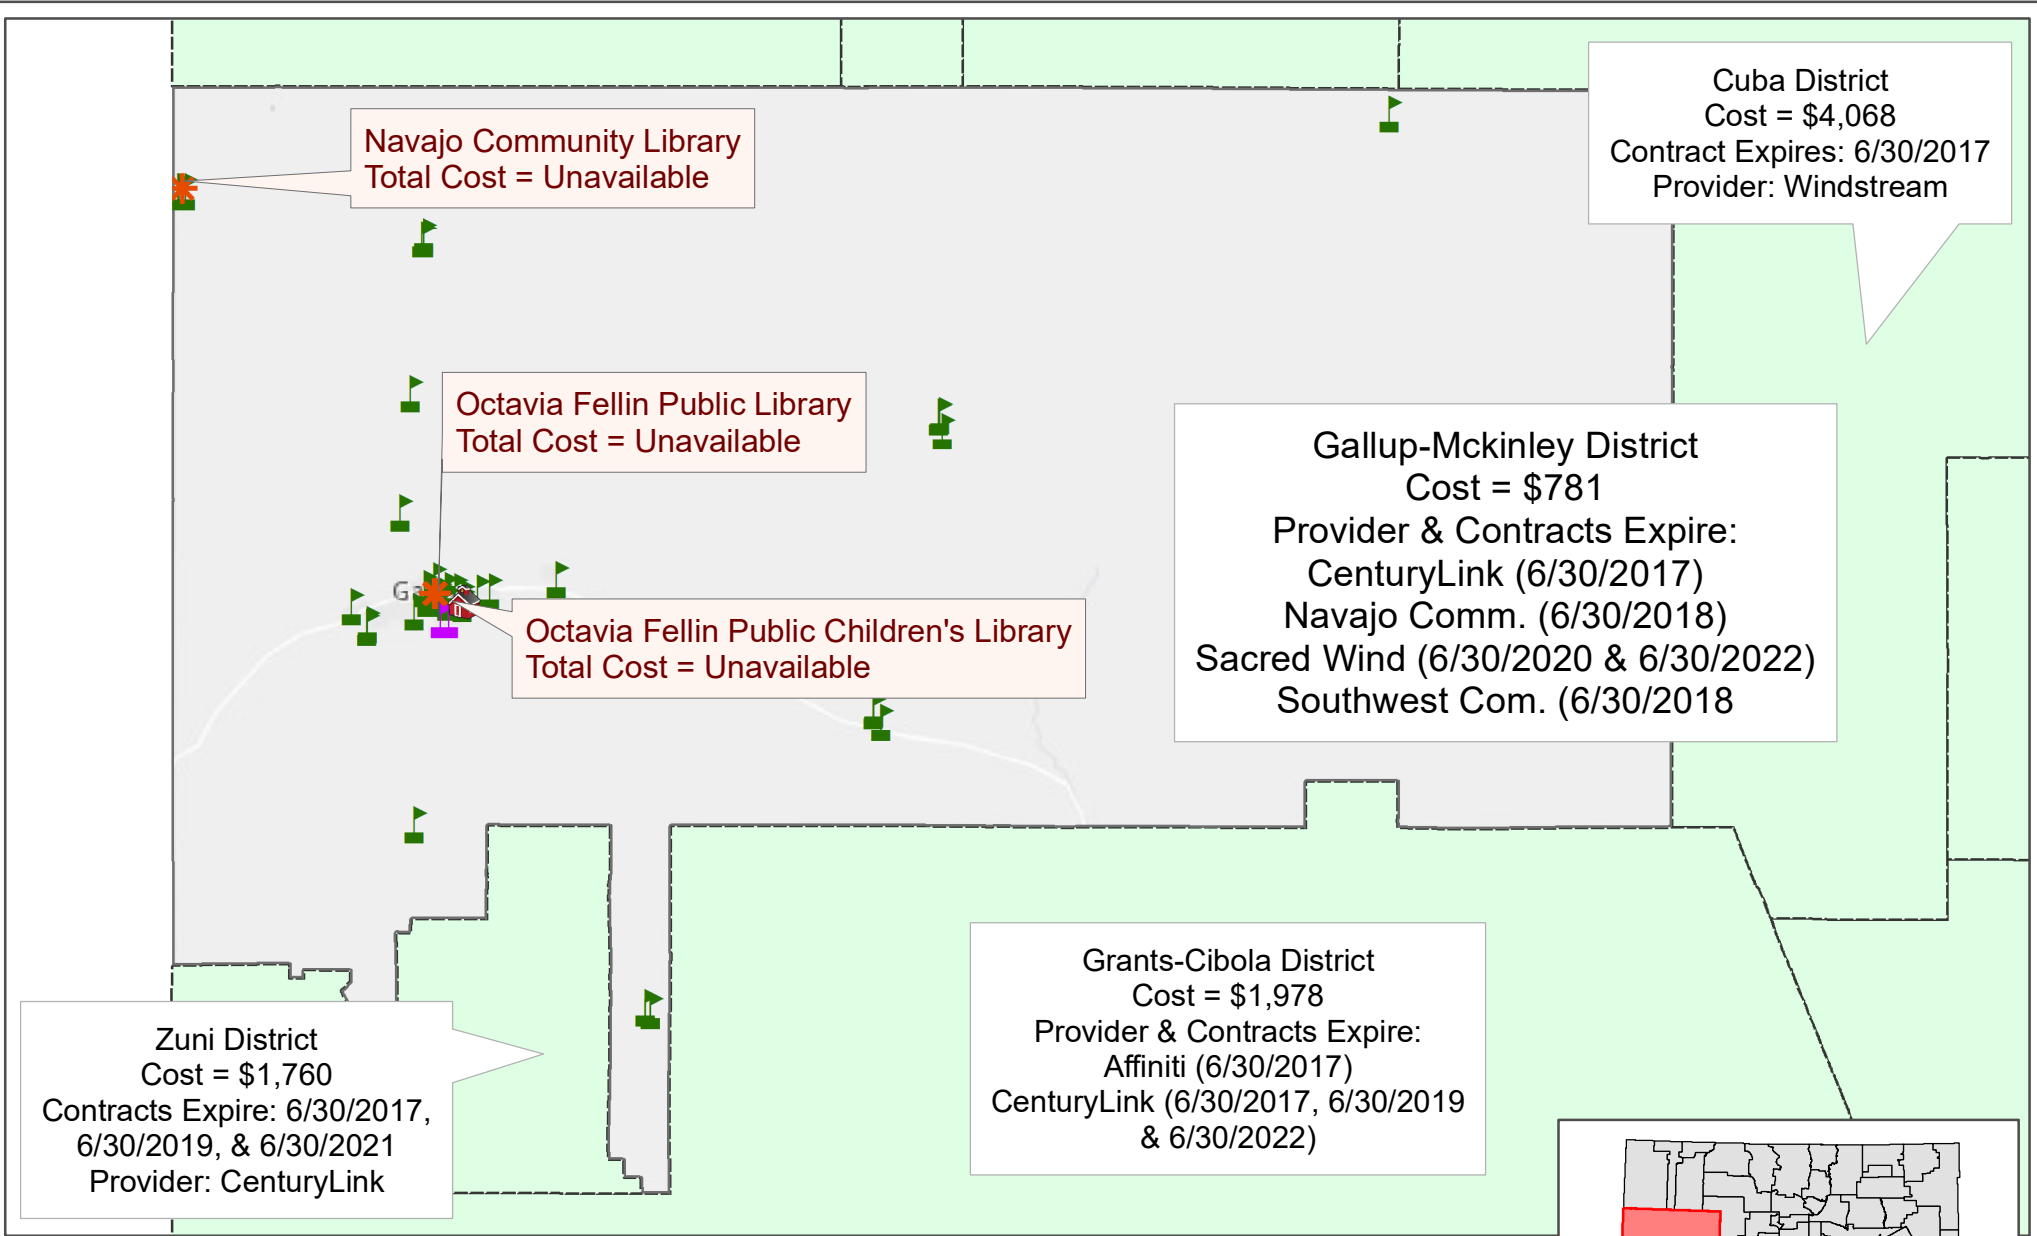 Navajo Community Library
Total Cost = Unavailable
Cuba District
Cost = $4,068
Contract Expires: 6/30/2017
Provider: Windstream
Octavia Fellin Public Library
Total Cost = Unavailable
Gallup-Mckinley District
Cost = $781
Provider & Contracts Expire:
CenturyLink (6/30/2017)
Navajo Comm. (6/30/2018)
Sacred Wind (6/30/2020 & 6/30/2022)
Southwest Com. (6/30/2018
Octavia Fellin Public Children's Library
Total Cost = Unavailable
Zuni District
Cost = $1,760
Contracts Expire: 6/30/2017,
6/30/2019, & 6/30/2021
Provider: CenturyLink
Grants-Cibola District
Cost = $1,978
Provider & Contracts Expire:
Affiniti (6/30/2017)
CenturyLink (6/30/2017, 6/30/2019
& 6/30/2022)